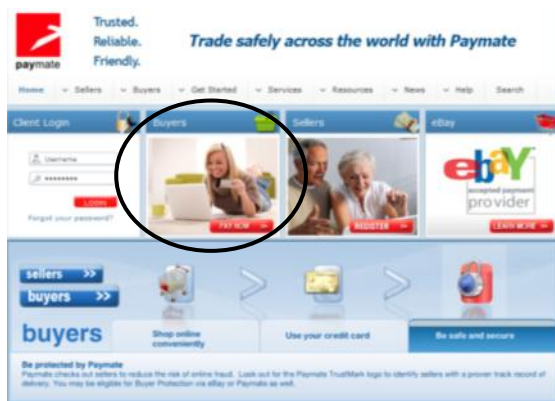 paymate
Trusted.
Reliable.
Friendly.
Trade safely across the world with Paymate
Home Sellers Buyers Get Started Services Resources News Help Search
Client Login
Username
********
LOGIN
Forgot your password?
Buyers
PAY NOW >>
Sellers
REGISTER >>
eBay
ebY
accepted payment
provider
LEARN MORE >>
sellers >>
buyers >>
buyers
Shop online
conveniently
Use your credit card
Be safe and secure
Be protected by Paymate
Paymate checks out sellers to reduce the risk of online fraud. Look out for the Paymate TrustMark logo to identify sellers with a proven track record of
delivery. You may be eligible for Buyer Protection via eBay or Paymate as well.